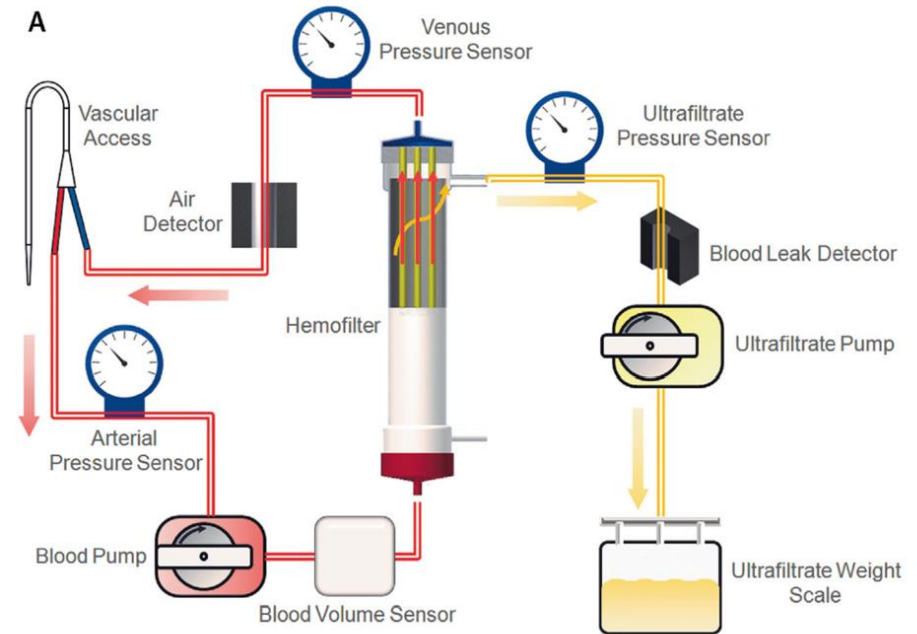 A
Venous
Pressure Sensor
Vascular
Access
Ultrafiltrate
Pressure Sensor
Air
Detector
Blood Leak Detector
Hemofilter
Ultrafiltrate Pump
Arterial
Pressure Sensor
Blood Pump
Blood Volume Sensor
Ultrafiltrate Weight
Scale